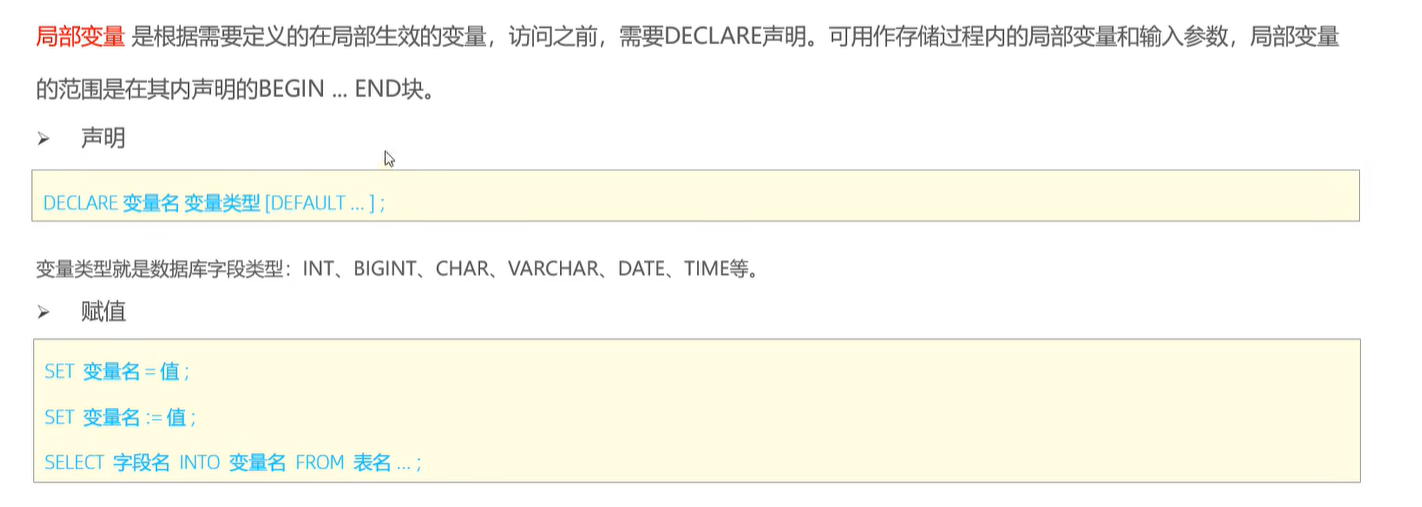 局部变量 是根据需要定义的在局部生效的变量，访问之前，需要DECLARE声明。可用作存储过程内的局部变量和输入参数，局部变量
的范围是在其内声明的BEGIN ... END块。
➢ 声明
DECLARE 变量名 变量类型 [DEFAULT ... ] ;
变量类型就是数据库字段类型：INT、BIGINT、CHAR、VARCHAR、DATE、TIME等。
➢ 赋值
SET 变量名 = 值 ;
SET 变量名 := 值 ;
SELECT 字段名 INTO 变量名 FROM 表名 ... ;